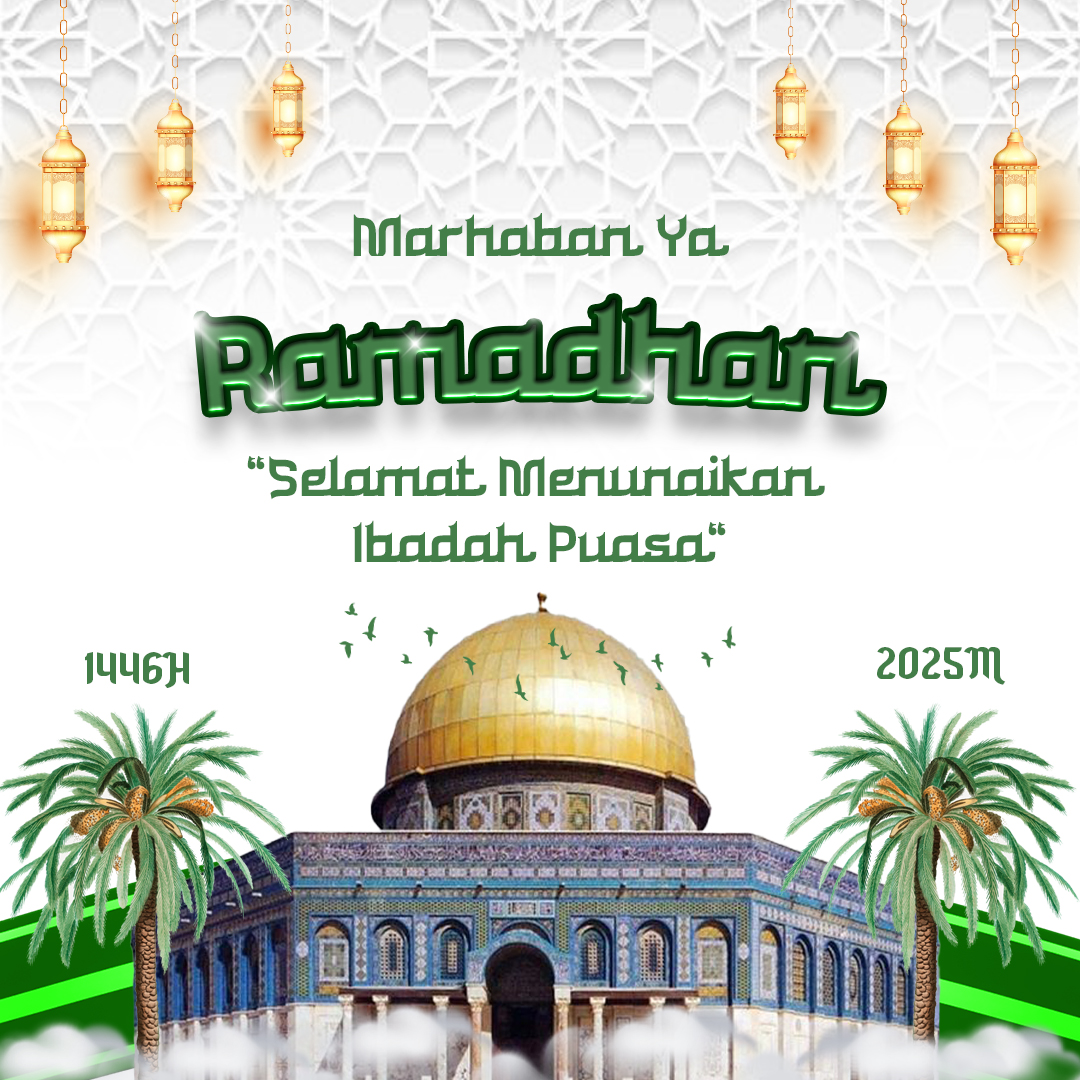 Marhaban Ya
Ramadhan
“Selamat Menunaikan
Ibadah Puasa“
1446H
2025M